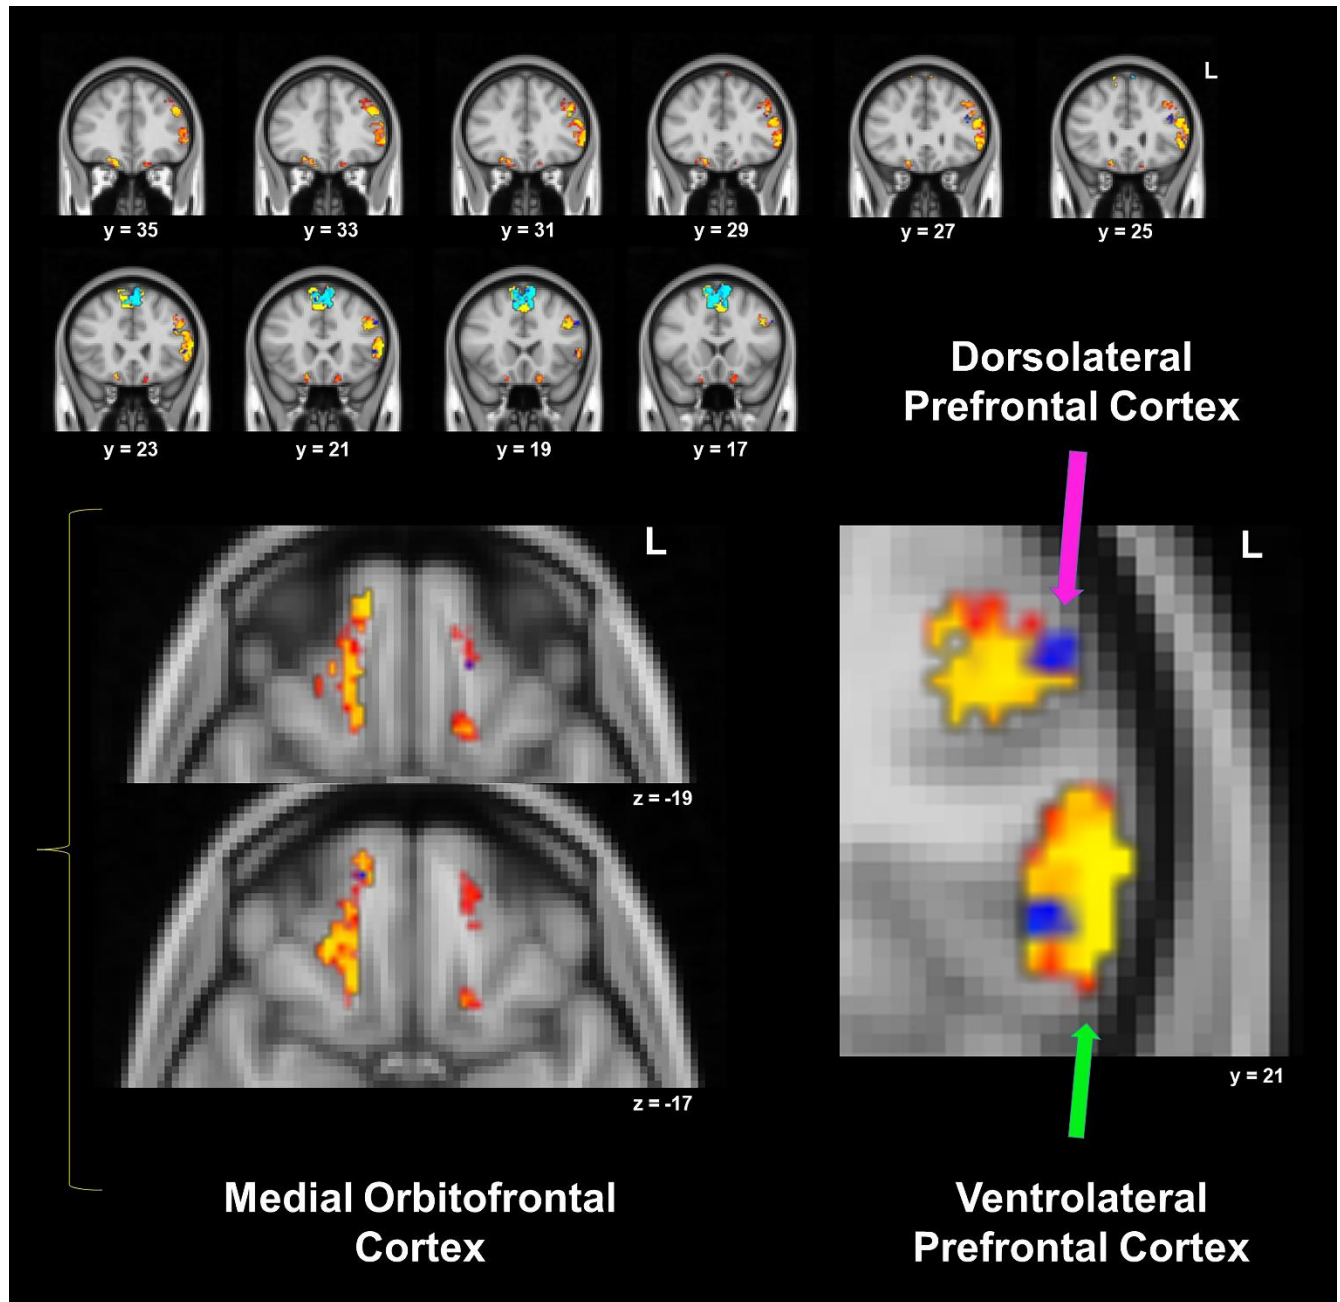 L
y = 35
y = 33
y = 31
y = 29
y = 27
y = 25
y = 23
y = 21
y = 19
y = 17
Dorsolateral
Prefrontal Cortex
L
z = -19
z = -17
L
y = 21
Medial Orbitofrontal
Cortex
Ventrolateral
Prefrontal Cortex